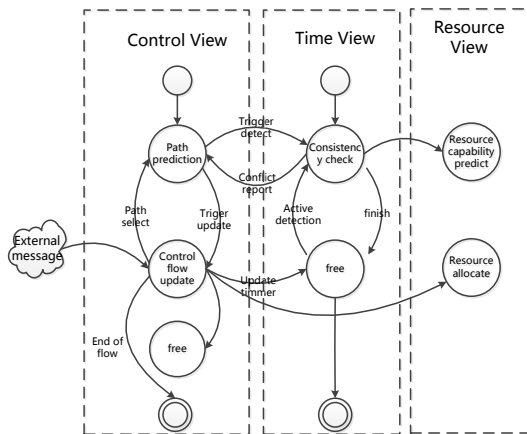 Control View
Time View
Resource
View
Trigger
detect
Path
prediction
Consistenc
y check
Resource
capability
predict
Conflict
report
Path
select
Triger
update
Active
detection
finish
External
message
Control
flow
update
free
Resource
allocate
Update
timmer
End of
flow
free